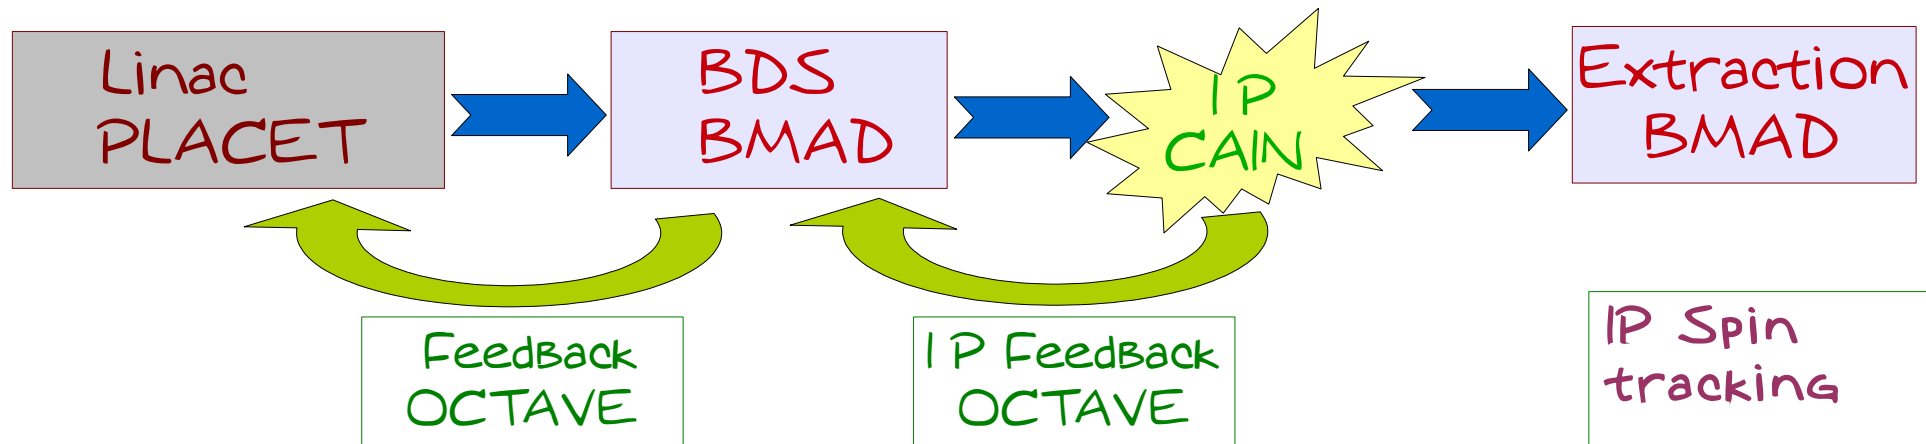 Linac
PLACET
BDS
BMAD
IP
CAIN
Extraction
BMAD
Feedback
OCTAVE
IP Feedback
OCTAVE
IP Spin
tracking